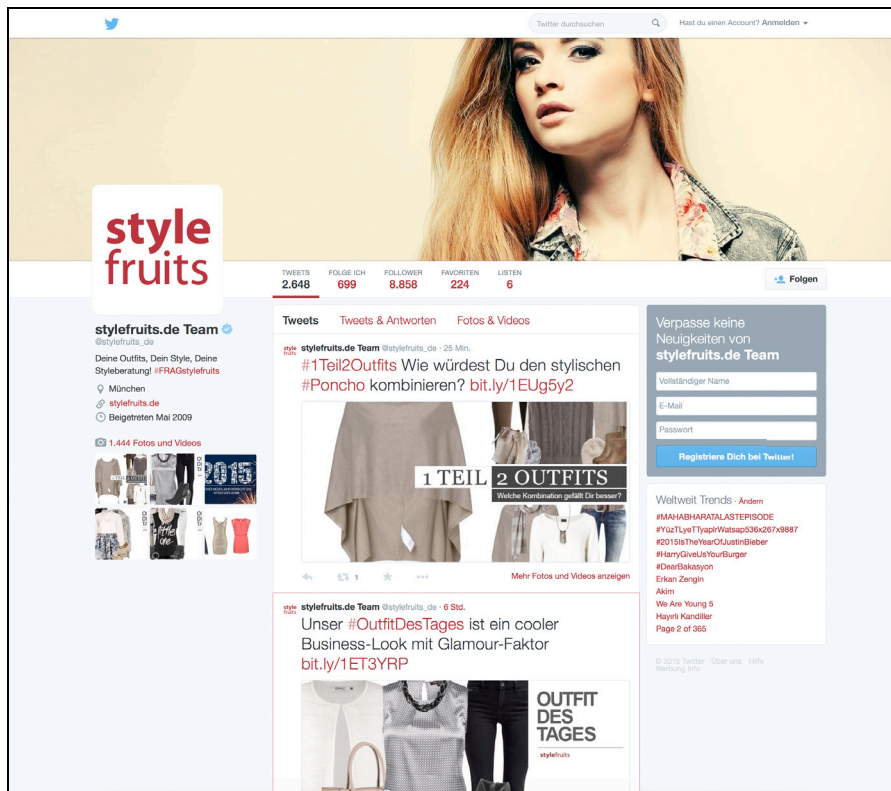 Twitter durchsuchen
Hast du einen Account? Anmelden
style
fruits
TWEETS FOLGE ICH FOLLOWER FAVORITEN LISTEN
2.648 699 8.858 224 6
Folgen
stylefruits.de Team
@stylefruits_de
Deine Outfits, Dein Style, Deine
Styleberatung! #FRAGstylefruits
München
stylefruits.de
Beigetreten Mai 2009
1.444 Fotos und Videos
2015
little
one
Tweets Tweets & Antworten Fotos & Videos
style
fruits
stylefruits.de Team @stylefruits_de · 25 Min.
#1Teil2Outfits Wie würdest Du den stylischen
#Poncho kombinieren? bit.ly/1EUg5y2
1 TEIL 2 OUTFITS
Welche Kombination gefällt Dir besser?
1
Mehr Fotos und Videos anzeigen
style
fruits
stylefruits.de Team @stylefruits_de · 6 Std.
Unser #OutfitDesTages ist ein cooler
Business-Look mit Glamour-Faktor
bit.ly/1ET3YRP
OUTFIT
DES
TAGES
stylefruits
Verpasse keine
Neuigkeiten von
stylefruits.de Team
Vollständiger Name
E-Mail
Passwort
Registriere Dich bei Twitter!
Weltweit Trends · Ändern
#MAHABHARATALASTEPISODE
#YüzTLyeTTyaplrWatsap536x267x9887
#2015IsTheYearOfJustinBieber
#HarryGiveUsYourBurger
#DearBakasyon
Erkan Zengin
Akim
We Are Young 5
Hayırlı Kandiller
Page 2 of 365
© 2015 Twitter Über uns Hilfe
Werbung Info